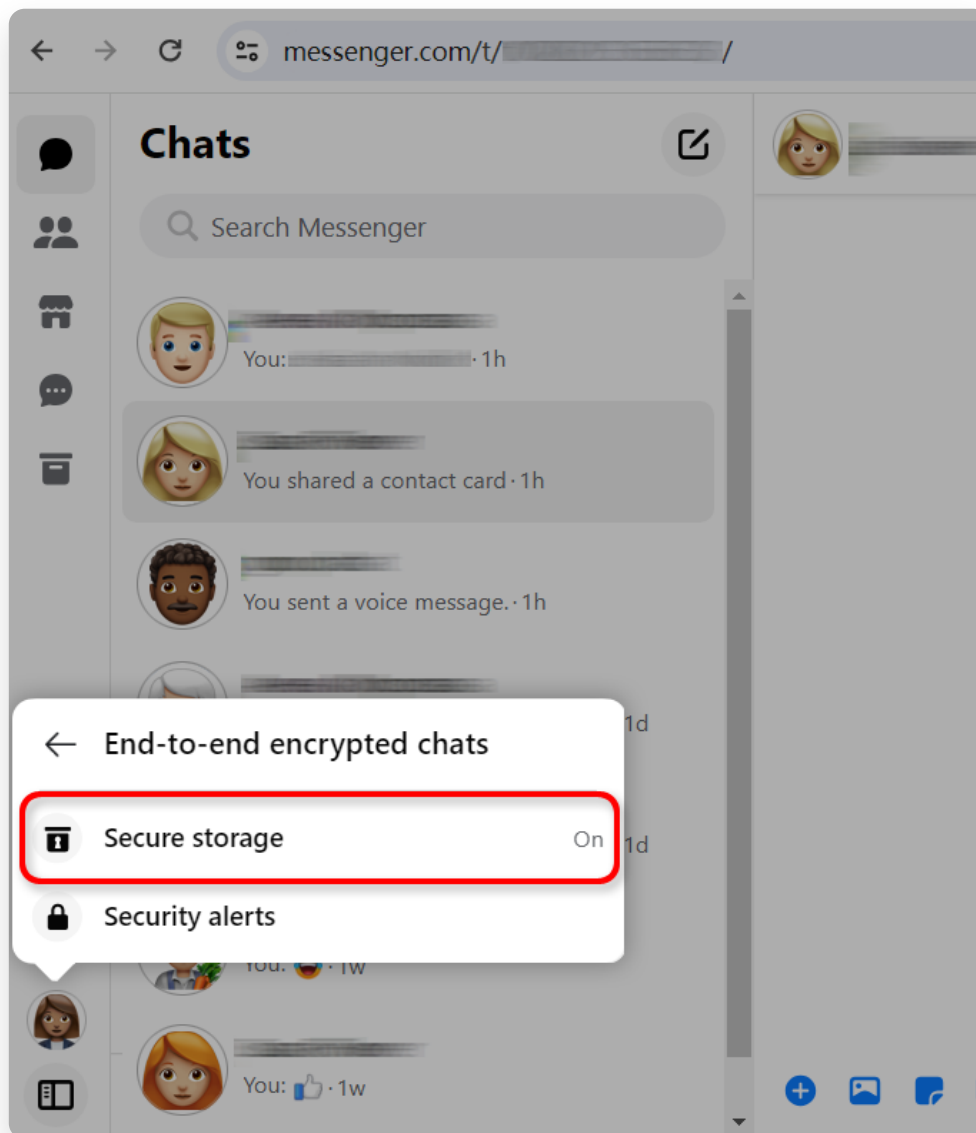 messenger.com/t/ /
Chats
Search Messenger
You: · 1h
You shared a contact card · 1h
You sent a voice message. · 1h
1d
End-to-end encrypted chats
Secure storage On
1d
Security alerts
You: 🤣 · 1w
You: 👍 · 1w